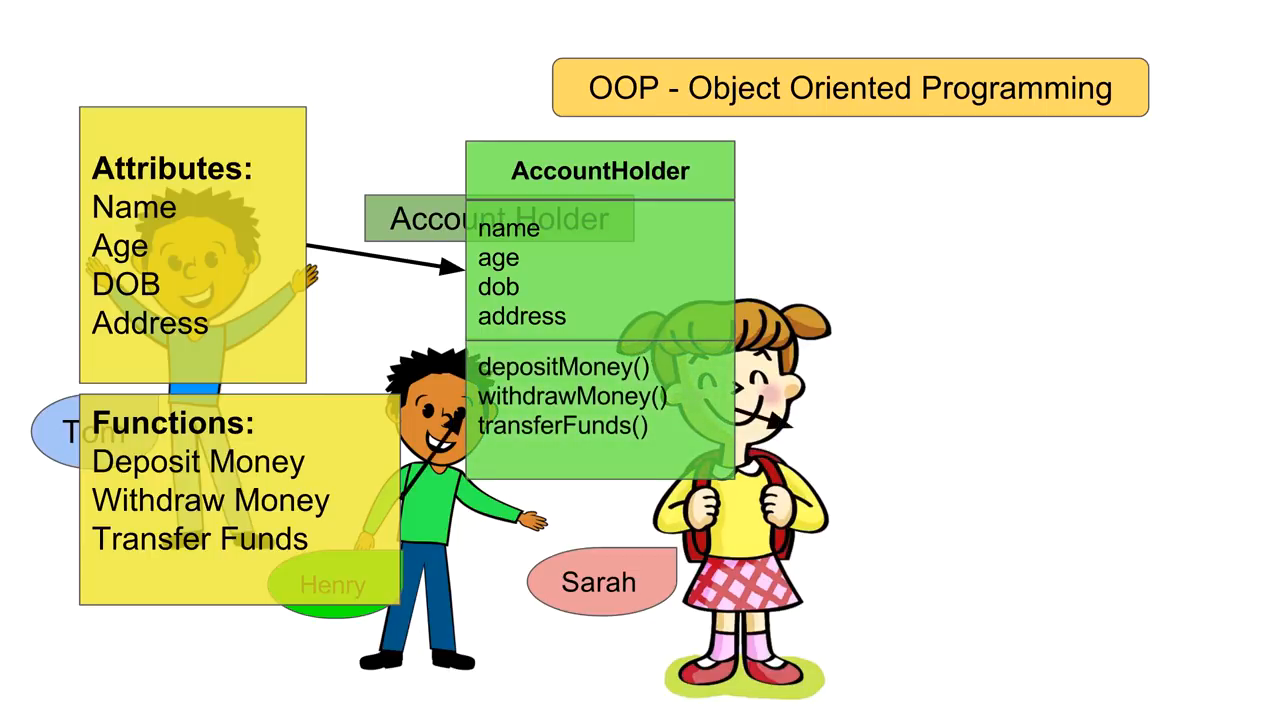 OOP - Object Oriented Programming
Attributes:
Name
Age
DOB
Address
Account Holder
AccountHolder
name
age
dob
address
depositMoney()
withdrawMoney()
transferFunds()
Tom
Functions:
Deposit Money
Withdraw Money
Transfer Funds
Henry
Sarah